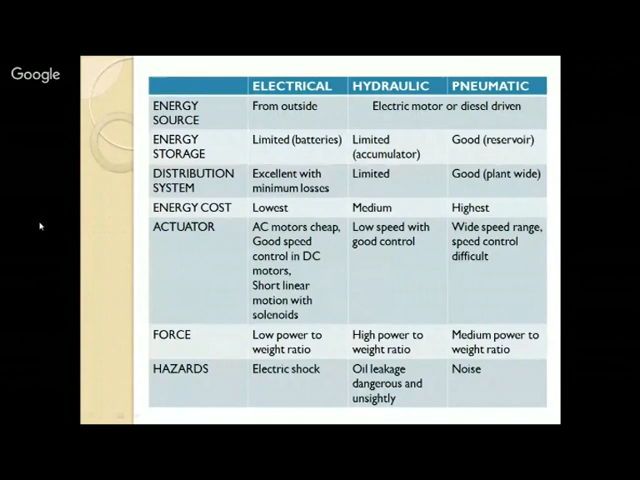 Google
ELECTRICAL HYDRAULIC PNEUMATIC
ENERGY SOURCE From outside Electric motor or diesel driven
ENERGY STORAGE Limited (batteries) Limited (accumulator) Good (reservoir)
DISTRIBUTION SYSTEM Excellent with minimum losses Limited Good (plant wide)
ENERGY COST Lowest Medium Highest
ACTUATOR AC motors cheap, Good speed control in DC motors, Short linear motion with solenoids Low speed with good control Wide speed range, speed control difficult
FORCE Low power to weight ratio High power to weight ratio Medium power to weight ratio
HAZARDS Electric shock Oil leakage dangerous and unsightly Noise